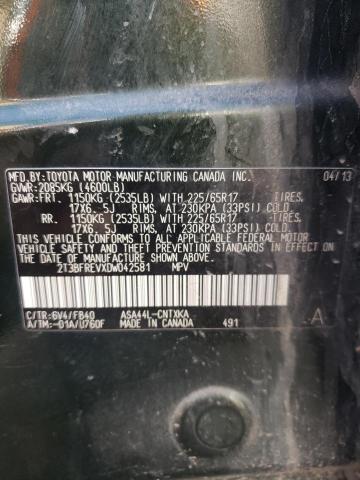 MFD.BY:TOYOTA MOTOR MANUFACTURING CANADA INC. 04/13
GVWR:2085KG (4600LB)
GAWR:FRT. 1150KG (2535LB) WITH 225/65R17 TIRES,
17X6.5J RIMS, AT 230KPA (33PSI) COLD.
RR. 1150KG (2535LB) WITH 225/65R17 TIRES,
17X6.5J RIMS, AT 230KPA (33PSI) COLD.
THIS VEHICLE CONFORMS TO ALL APPLICABLE FEDERAL MOTOR
VEHICLE SAFETY STANDARDS IN EFFECT ON
THE DATE OF MANUFACTURE SHOWN ABOVE.
2T3BFREVXDW042581 MPV
C/TR:6V4/FB40 ASA44L-CNTXKA
A/TM:-01A/U760F MADE IN CANADA 491
A